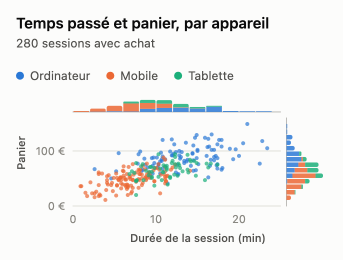 Temps passé et panier, par appareil
280 sessions avec achat
Ordinateur Mobile Tablette
Panier
100 €
0 €
0 10 20
Durée de la session (min)